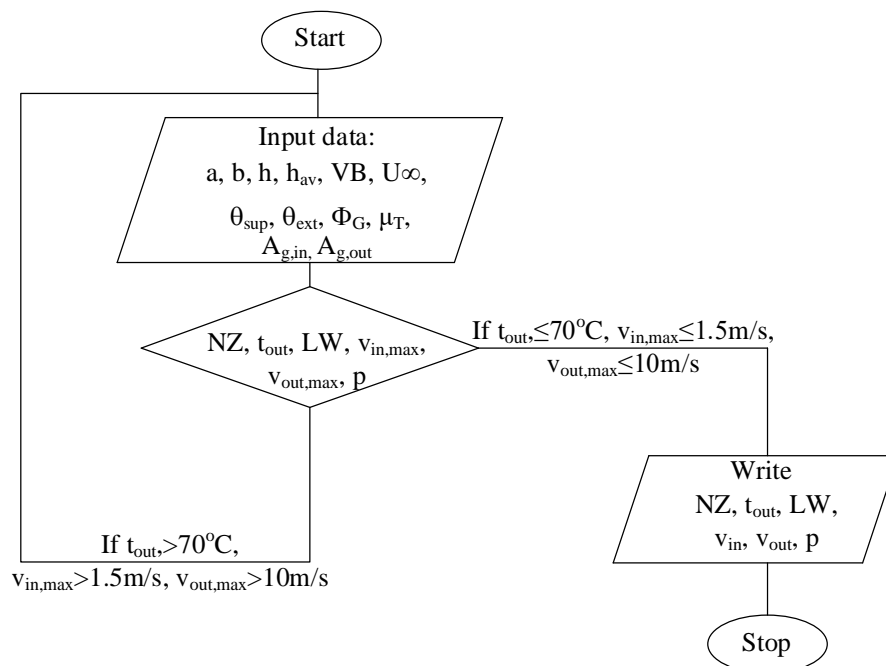 Start
Input data:
a, b, h, h_av, VB, U∞,
θ_sup, θ_ext, Φ_G, μ_T,
A_g,in, A_g,out
NZ, t_out, LW, v_in,max,
v_out,max, p
If t_out,≤70°C, v_in,max≤1.5m/s,
v_out,max≤10m/s
If t_out,>70°C,
v_in,max>1.5m/s, v_out,max>10m/s
Write
NZ, t_out, LW,
v_in, v_out, p
Stop